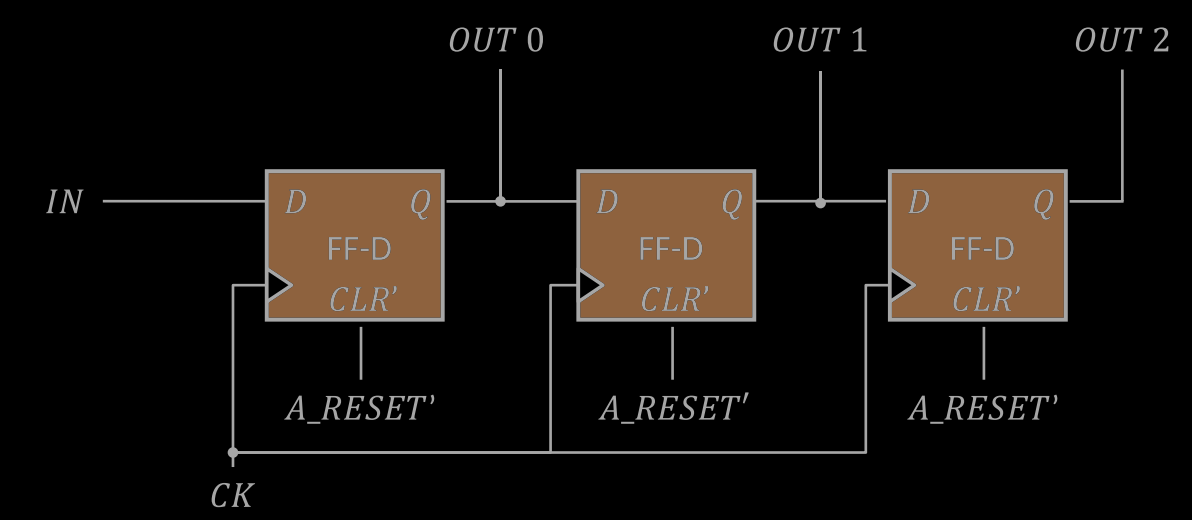 OUT 0 OUT 1 OUT 2
IN D Q D Q D Q
FF-D FF-D FF-D
CLR' CLR' CLR'
A_RESET' A_RESET′ A_RESET'
CK